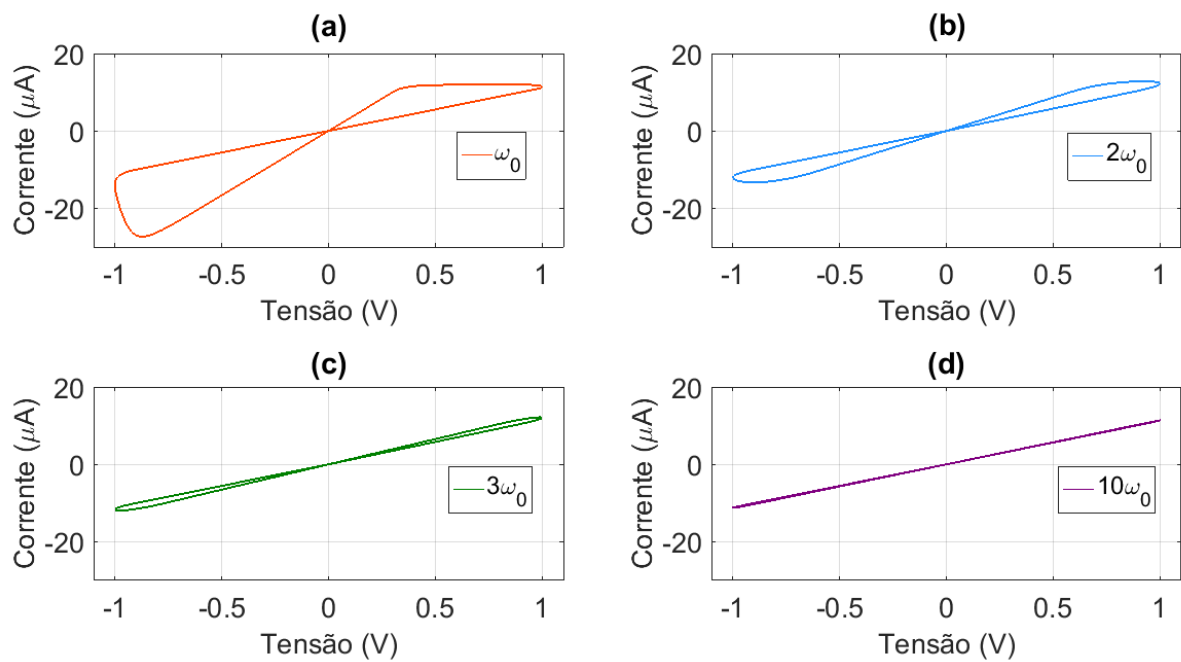 (a)
20
0
-20
Corrente (μA)
ω₀
-1 -0.5 0 0.5 1
Tensão (V)
(b)
20
0
-20
Corrente (μA)
2ω₀
-1 -0.5 0 0.5 1
Tensão (V)
(c)
20
0
-20
Corrente (μA)
3ω₀
-1 -0.5 0 0.5 1
Tensão (V)
(d)
20
0
-20
Corrente (μA)
10ω₀
-1 -0.5 0 0.5 1
Tensão (V)